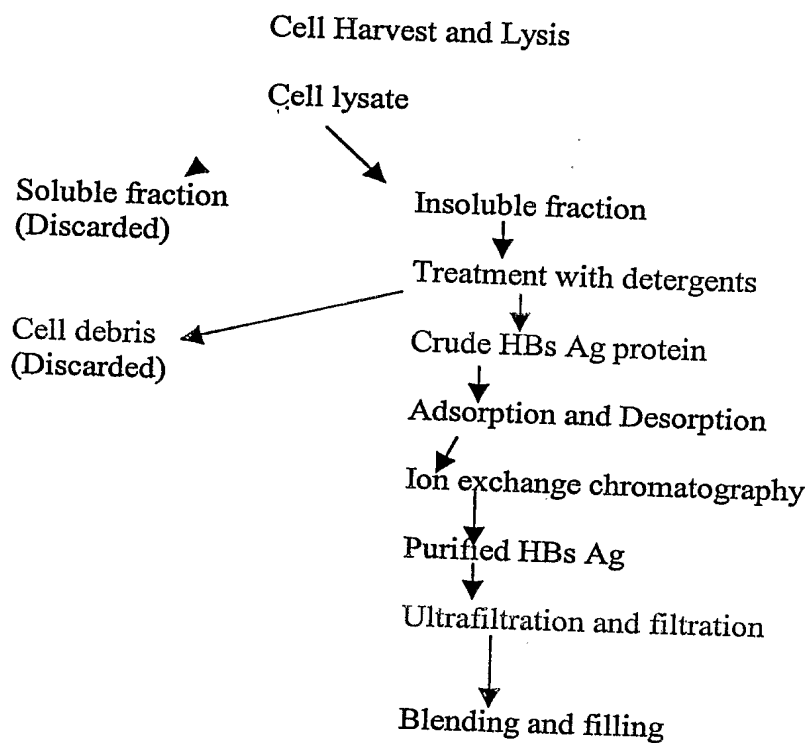 Cell Harvest and Lysis
Cell lysate
Soluble fraction
(Discarded)
Insoluble fraction
Treatment with detergents
Cell debris
(Discarded)
Crude HBs Ag protein
Adsorption and Desorption
Ion exchange chromatography
Purified HBs Ag
Ultrafiltration and filtration
Blending and filling